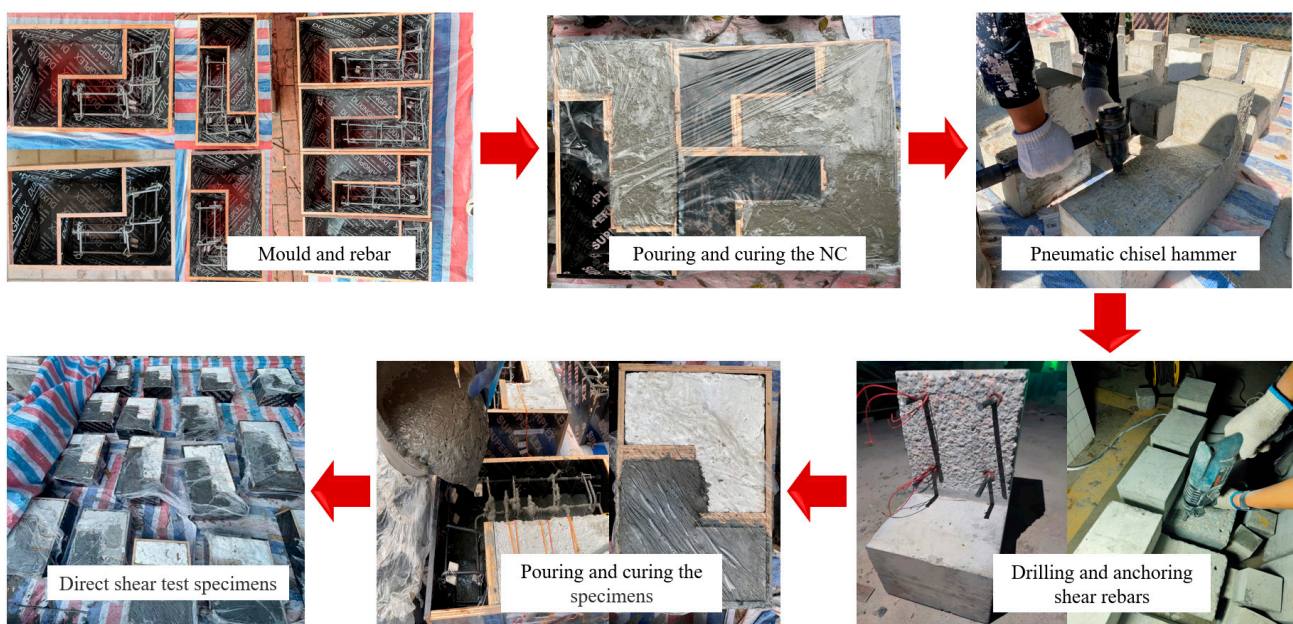 Mould and rebar
Pouring and curing the NC
Pneumatic chisel hammer
Direct shear test specimens
Pouring and curing the
specimens
Drilling and anchoring
shear rebars